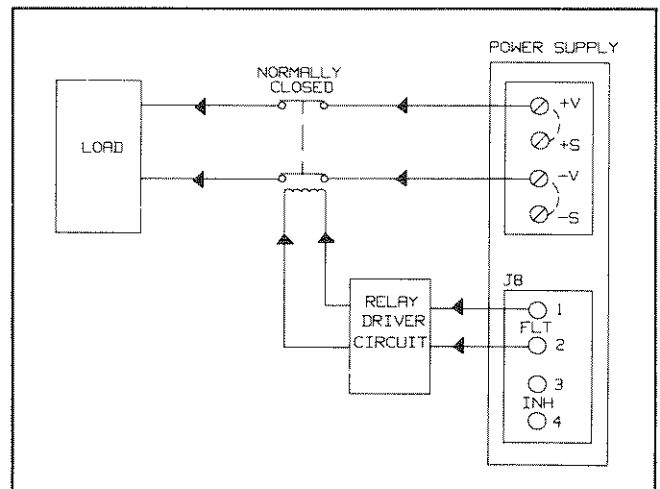 POWER SUPPLY
NORMALLY
CLOSED
+V
LOAD
+S
-V
-S
J8
RELAY
DRIVER
CIRCUIT
1
FLT
2
3
INH
4